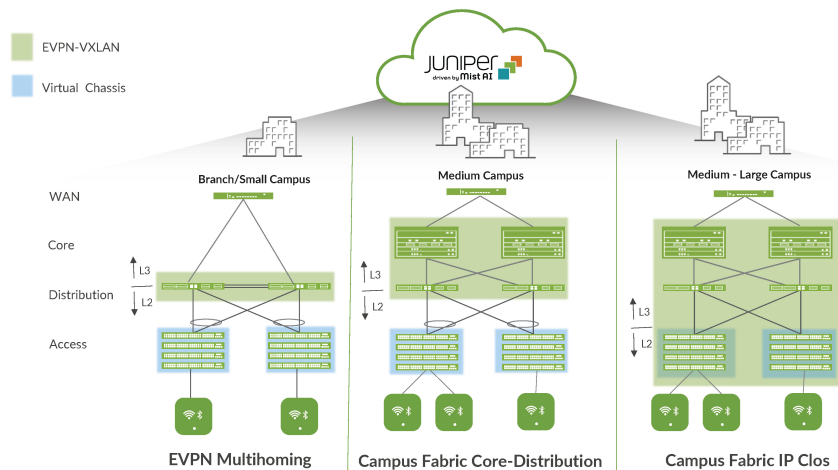 JUNIPEr
driven by Mist AI
EVPN-VXLAN
Virtual Chassis
Branch/Small Campus
Medium Campus
Medium - Large Campus
WAN
Core
L3
L3
Distribution
L2
L2
L3
Access
L2
EVPN Multihoming
Campus Fabric Core-Distribution
Campus Fabric IP Clos